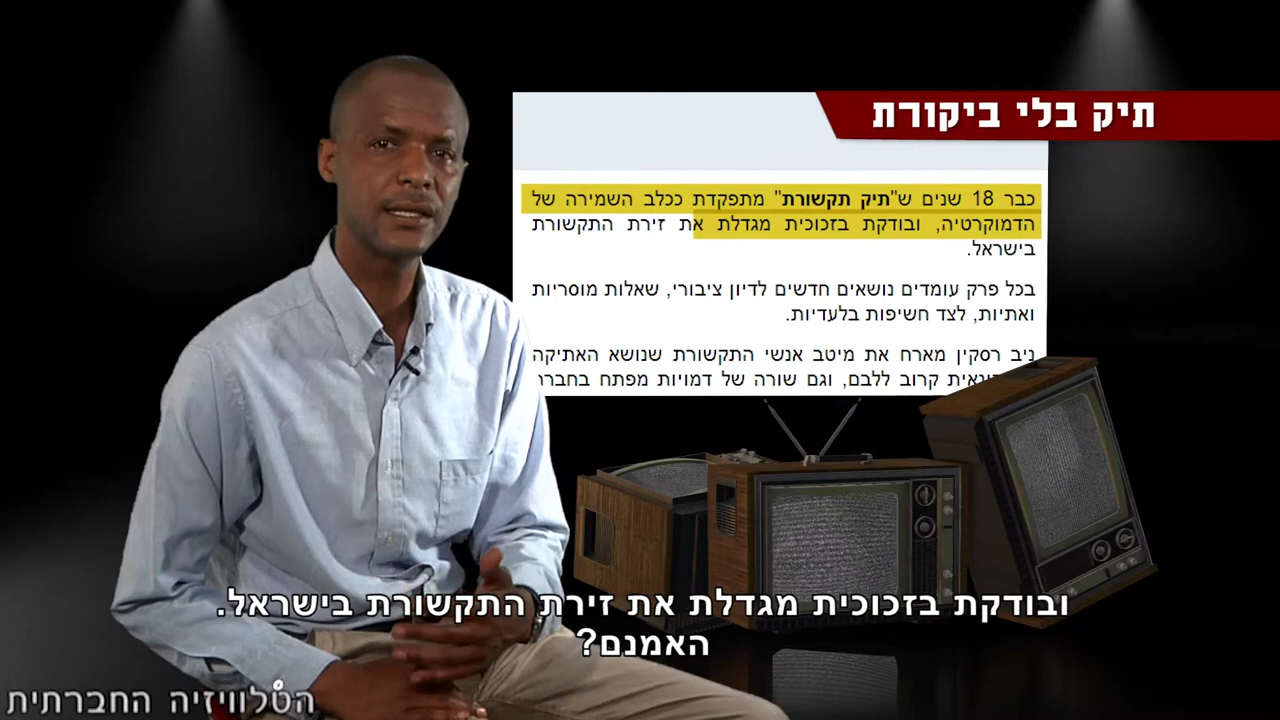 תיק בלי ביקורת
כבר 18 שנים ש"תיק תקשורת" מתפקדת ככלב השמירה של
הדמוקרטיה, ובודקת בזכוכית מגדלת את זירת התקשורת
בישראל.
בכל פרק עומדים נושאים חדשים לדיון ציבורי, שאלות מוסריות
ואתיות, לצד חשיפות בלעדיות.
ניב רסקין מארח את מיטב אנשי התקשורת שנושא האתיקה
קרוב ללבם, וגם שורה של דמויות מפתח בחברה
ובודקת בזכוכית מגדלת את זירת התקשורת בישראל.
האמנם?
הטלוויזיה החברתית